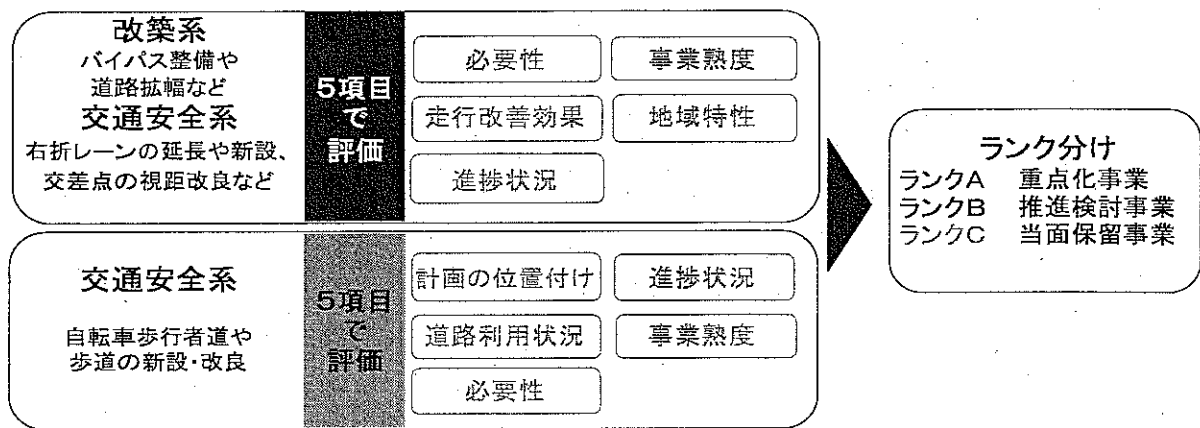 改築系
バイパス整備や
道路拡幅など
交通安全系
右折レーンの延長や新設、
交差点の視距改良など
5項目
で
評価
必要性
事業熟度
走行改善効果
地域特性
進捗状況
交通安全系
自転車歩行者道や
歩道の新設・改良
5項目
で
評価
計画の位置付け
進捗状況
道路利用状況
事業熟度
必要性
ランク分け
ランクA 重点化事業
ランクB 推進検討事業
ランクC 当面保留事業